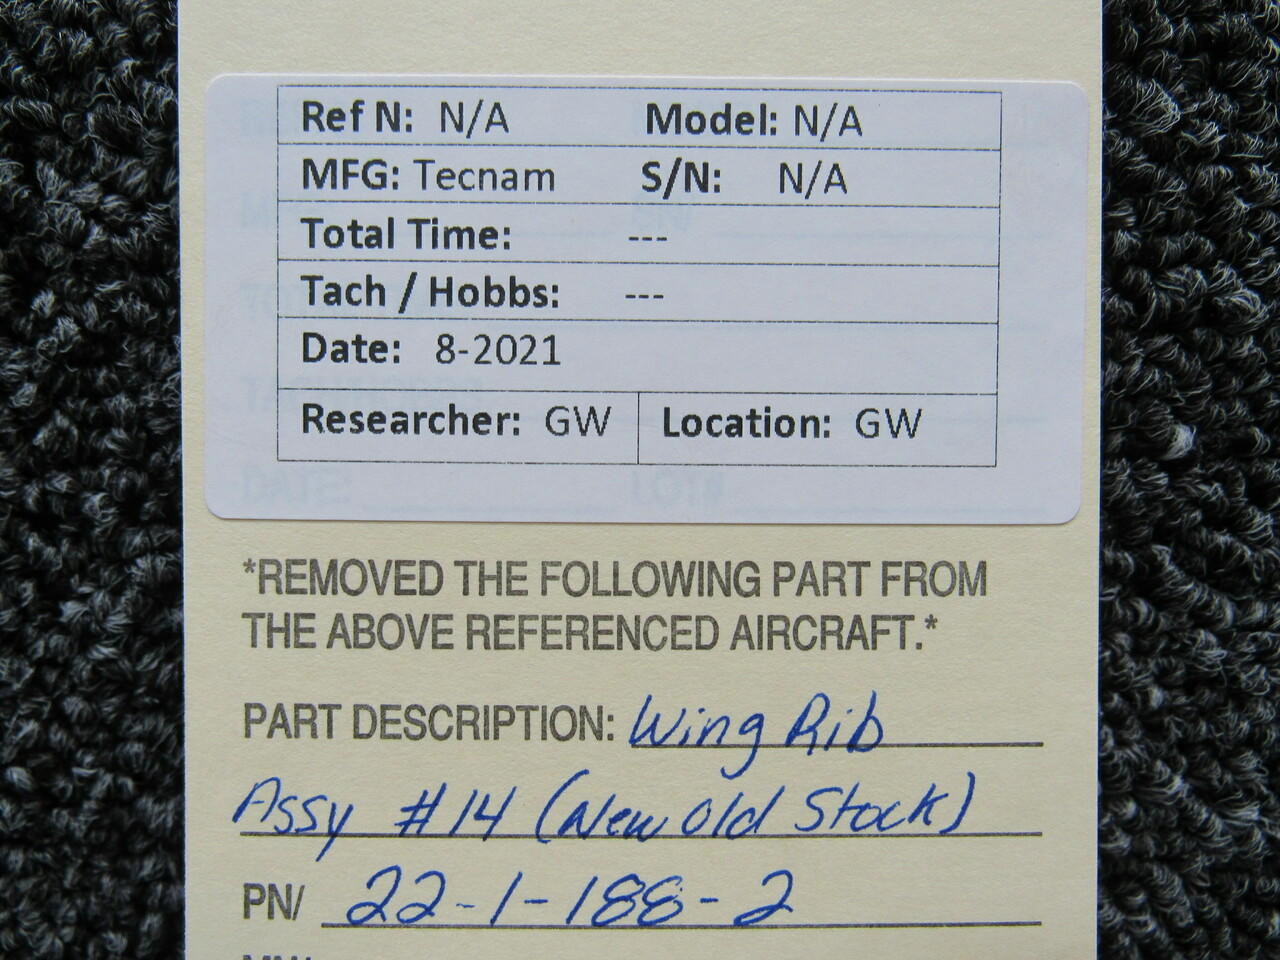 Ref N: N/A Model: N/A
MFG: Tecnam S/N: N/A
Total Time: ---
Tach / Hobbs: ---
Date: 8-2021
Researcher: GW Location: GW
DATE: LOT#
*REMOVED THE FOLLOWING PART FROM
THE ABOVE REFERENCED AIRCRAFT.*
PART DESCRIPTION: Wing Rib
Assy #14 (New Old Stock)
PN/ 22-1-188-2